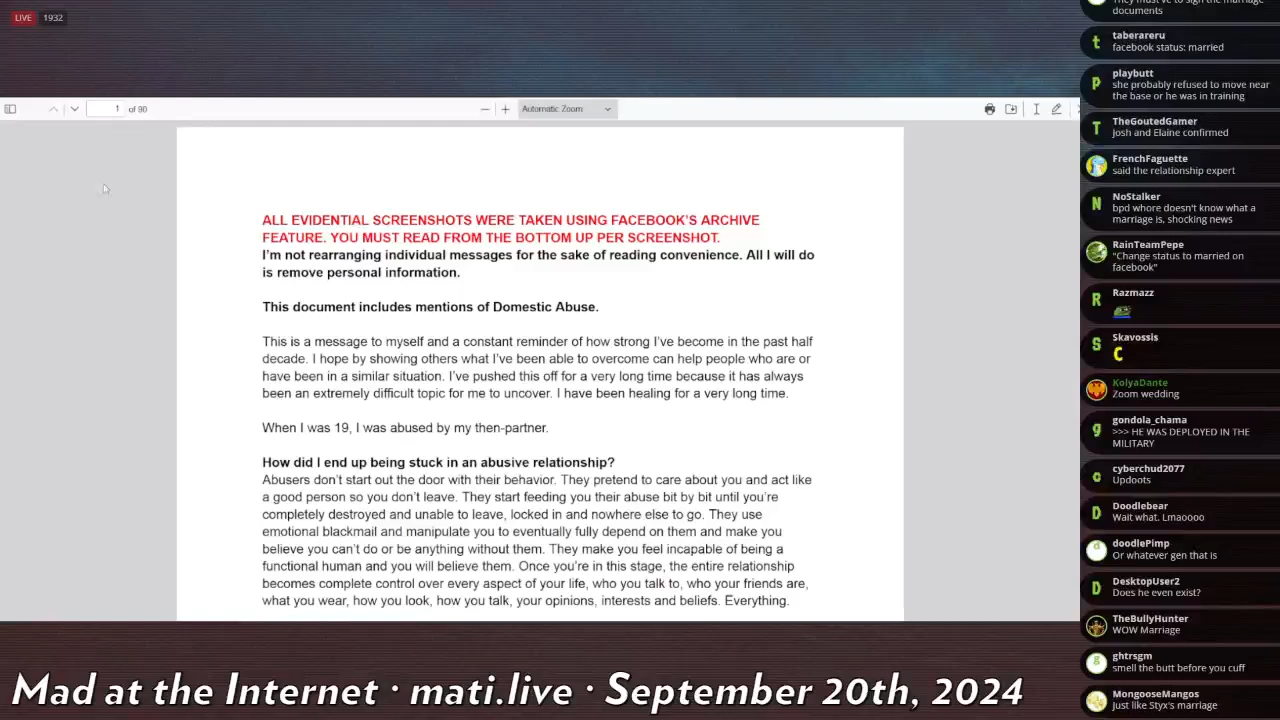 LIVE 1932
1 of 90
Automatic Zoom
ALL EVIDENTIAL SCREENSHOTS WERE TAKEN USING FACEBOOK'S ARCHIVE
FEATURE. YOU MUST READ FROM THE BOTTOM UP PER SCREENSHOT.
I'm not rearranging individual messages for the sake of reading convenience. All I will do
is remove personal information.
This document includes mentions of Domestic Abuse.
This is a message to myself and a constant reminder of how strong I've become in the past half
decade. I hope by showing others what I've been able to overcome can help people who are or
have been in a similar situation. I've pushed this off for a very long time because it has always
been an extremely difficult topic for me to uncover. I have been healing for a very long time.
When I was 19, I was abused by my then-partner.
How did I end up being stuck in an abusive relationship?
Abusers don't start out the door with their behavior. They pretend to care about you and act like
a good person so you don't leave. They start feeding you their abuse bit by bit until you're
completely destroyed and unable to leave, locked in and nowhere else to go. They use
emotional blackmail and manipulate you to eventually fully depend on them and make you
believe you can't do or be anything without them. They make you feel incapable of being a
functional human and you will believe them. Once you're in this stage, the entire relationship
becomes complete control over every aspect of your life, who you talk to, who your friends are,
what you wear, how you look, how you talk, your opinions, interests and beliefs. Everything.
Mad at the Internet · mati.live · September 20th, 2024
documents
t
taberareru
facebook status: married
P
playbutt
she probably refused to move near
the base or he was in training
T
TheGoutedGamer
Josh and Elaine confirmed
FrenchFaguette
said the relationship expert
N
NoStalker
bpd whore doesn't know what a
marriage is, shocking news
RainTeamPepe
"Change status to married on
facebook"
R
Razmazz
S
Skavossis
C
KolyaDante
Zoom wedding
g
gondola_chama
>>> HE WAS DEPLOYED IN THE
MILITARY
c
cyberchud2077
Updoots
D
Doodlebear
Wait what. Lmaoooo
d
doodlePimp
Or whatever gen that is
D
DesktopUser2
Does he even exist?
TheBullyHunter
WOW Marriage
g
ghtrsgm
smell the butt before you cuff
MongooseMangos
Just like Styx's marriage